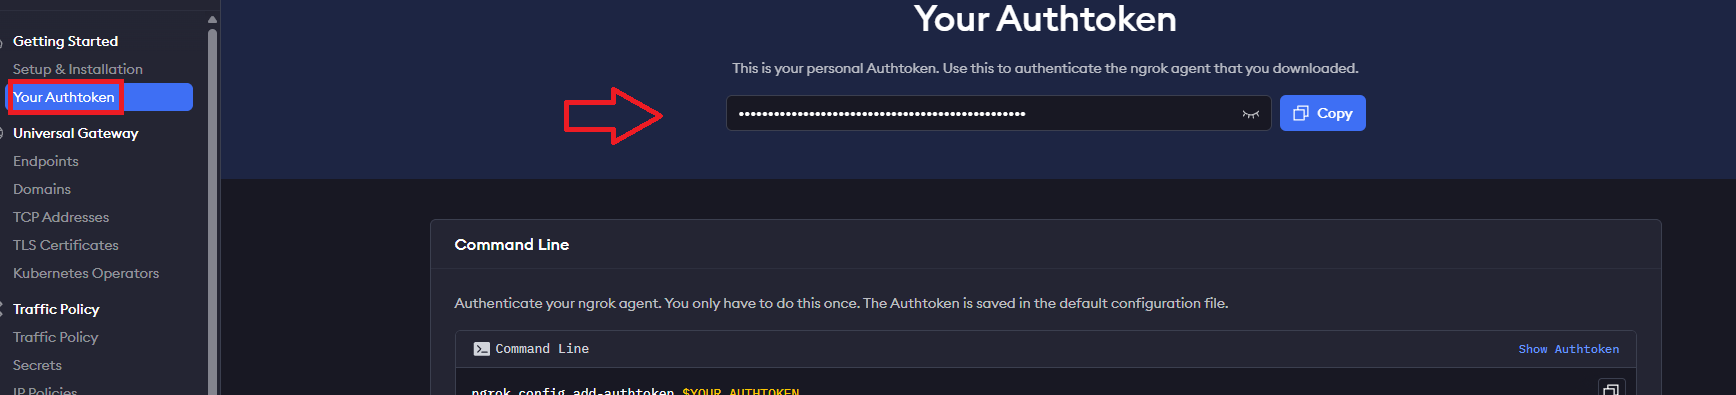 Getting Started
Setup & Installation
Your Authtoken
Universal Gateway
Endpoints
Domains
TCP Addresses
TLS Certificates
Kubernetes Operators
Traffic Policy
Traffic Policy
Secrets
IP Policies
Your Authtoken
This is your personal Authtoken. Use this to authenticate the ngrok agent that you downloaded.
•••••••••••••••••••••••••••••••••••••••••••••••••
Copy
Command Line
Authenticate your ngrok agent. You only have to do this once. The Authtoken is saved in the default configuration file.
Command Line
Show Authtoken
ngrok config add-authtoken $YOUR_AUTHTOKEN